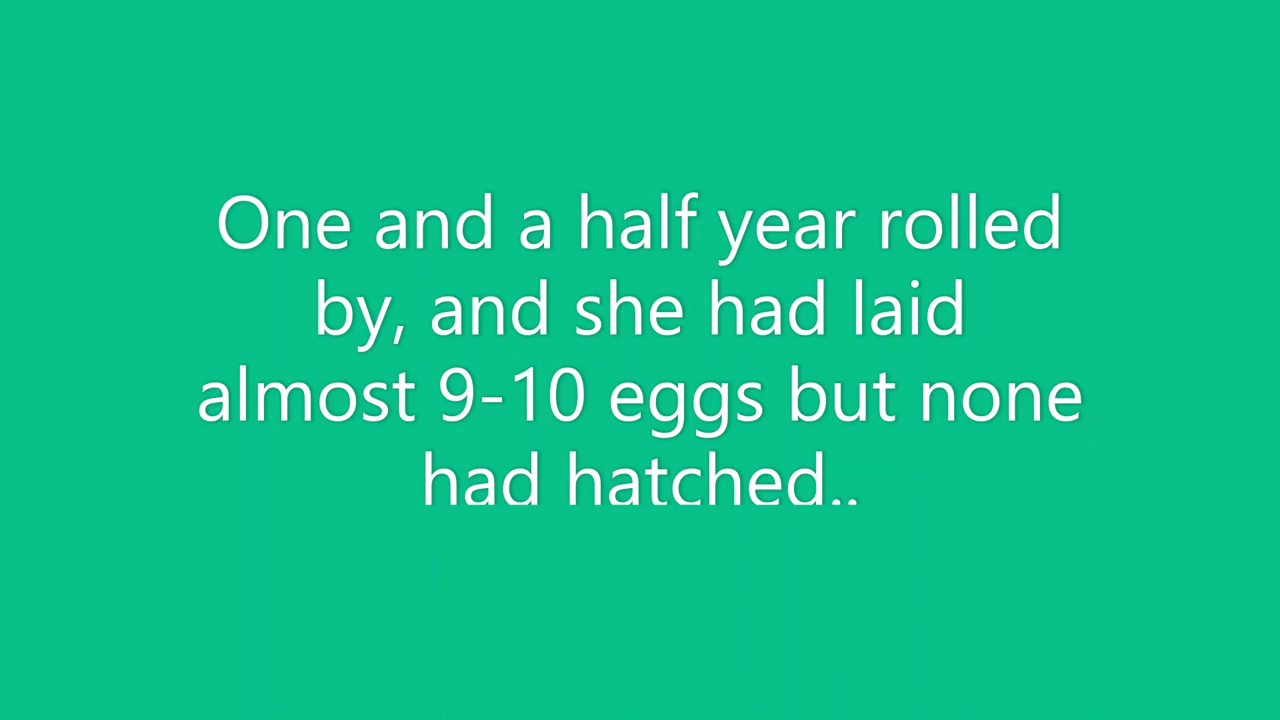 One and a half year rolled
by, and she had laid
almost 9-10 eggs but none
had hatched..